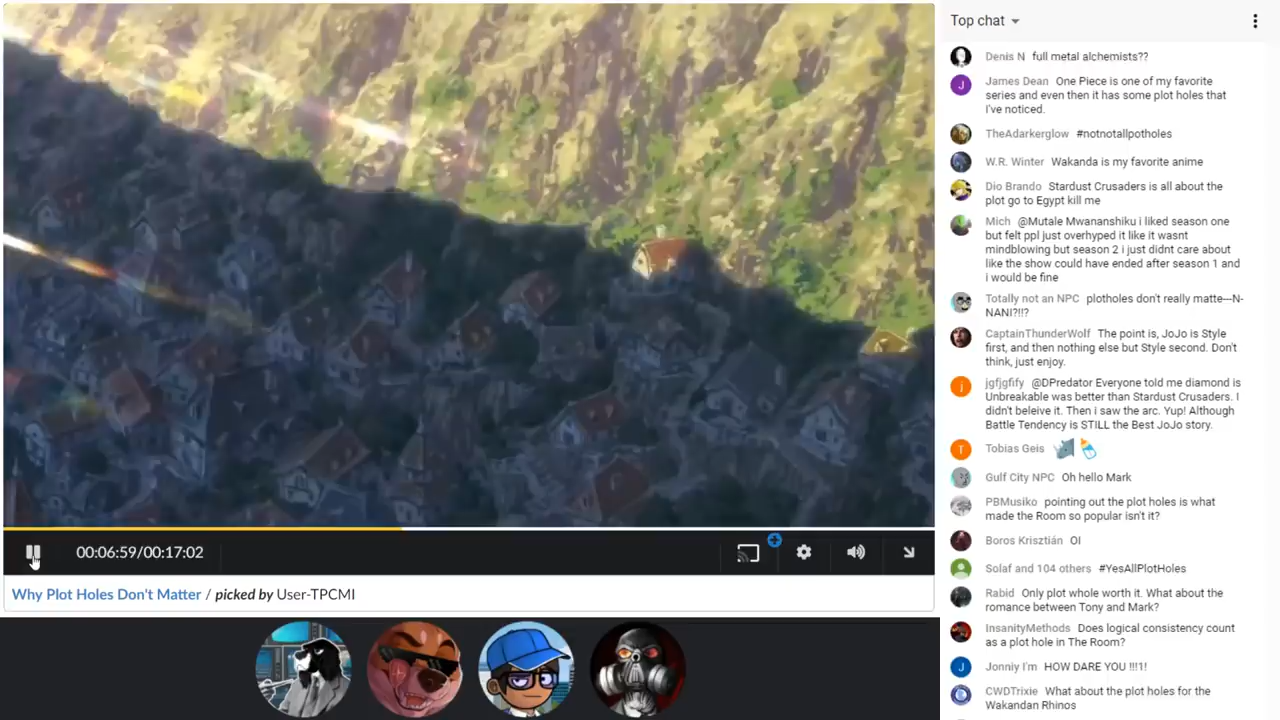 Top chat
Denis N full metal alchemists??
James Dean One Piece is one of my favorite
series and even then it has some plot holes that
I've noticed.
TheAdarkerglow #notnotallpotholes
W.R. Winter Wakanda is my favorite anime
Dio Brando Stardust Crusaders is all about the
plot go to Egypt kill me
Mich @Mutale Mwananshiku i liked season one
but felt ppl just overhyped it like it wasnt
mindblowing but season 2 i just didnt care about
like the show could have ended after season 1 and
i would be fine
Totally not an NPC plotholes don't really matte---N-
NANI?!!?
CaptainThunderWolf The point is, JoJo is Style
first, and then nothing else but Style second. Don't
think, just enjoy.
j
jgfjgfify @DPredator Everyone told me diamond is
Unbreakable was better than Stardust Crusaders. I
didn't beleive it. Then i saw the arc. Yup! Although
Battle Tendency is STILL the Best JoJo story.
T
Tobias Geis
Gulf City NPC Oh hello Mark
PBMusiko pointing out the plot holes is what
made the Room so popular isn't it?
Boros Krisztián OI
Solaf and 104 others #YesAllPlotHoles
Rabid Only plot whole worth it. What about the
romance between Tony and Mark?
InsanityMethods Does logical consistency count
as a plot hole in The Room?
J
Jonniy I'm HOW DARE YOU !!!1!
CWDTrixie What about the plot holes for the
Wakandan Rhinos
J
00:06:59/00:17:02
Why Plot Holes Don't Matter / picked by User-TPCMI